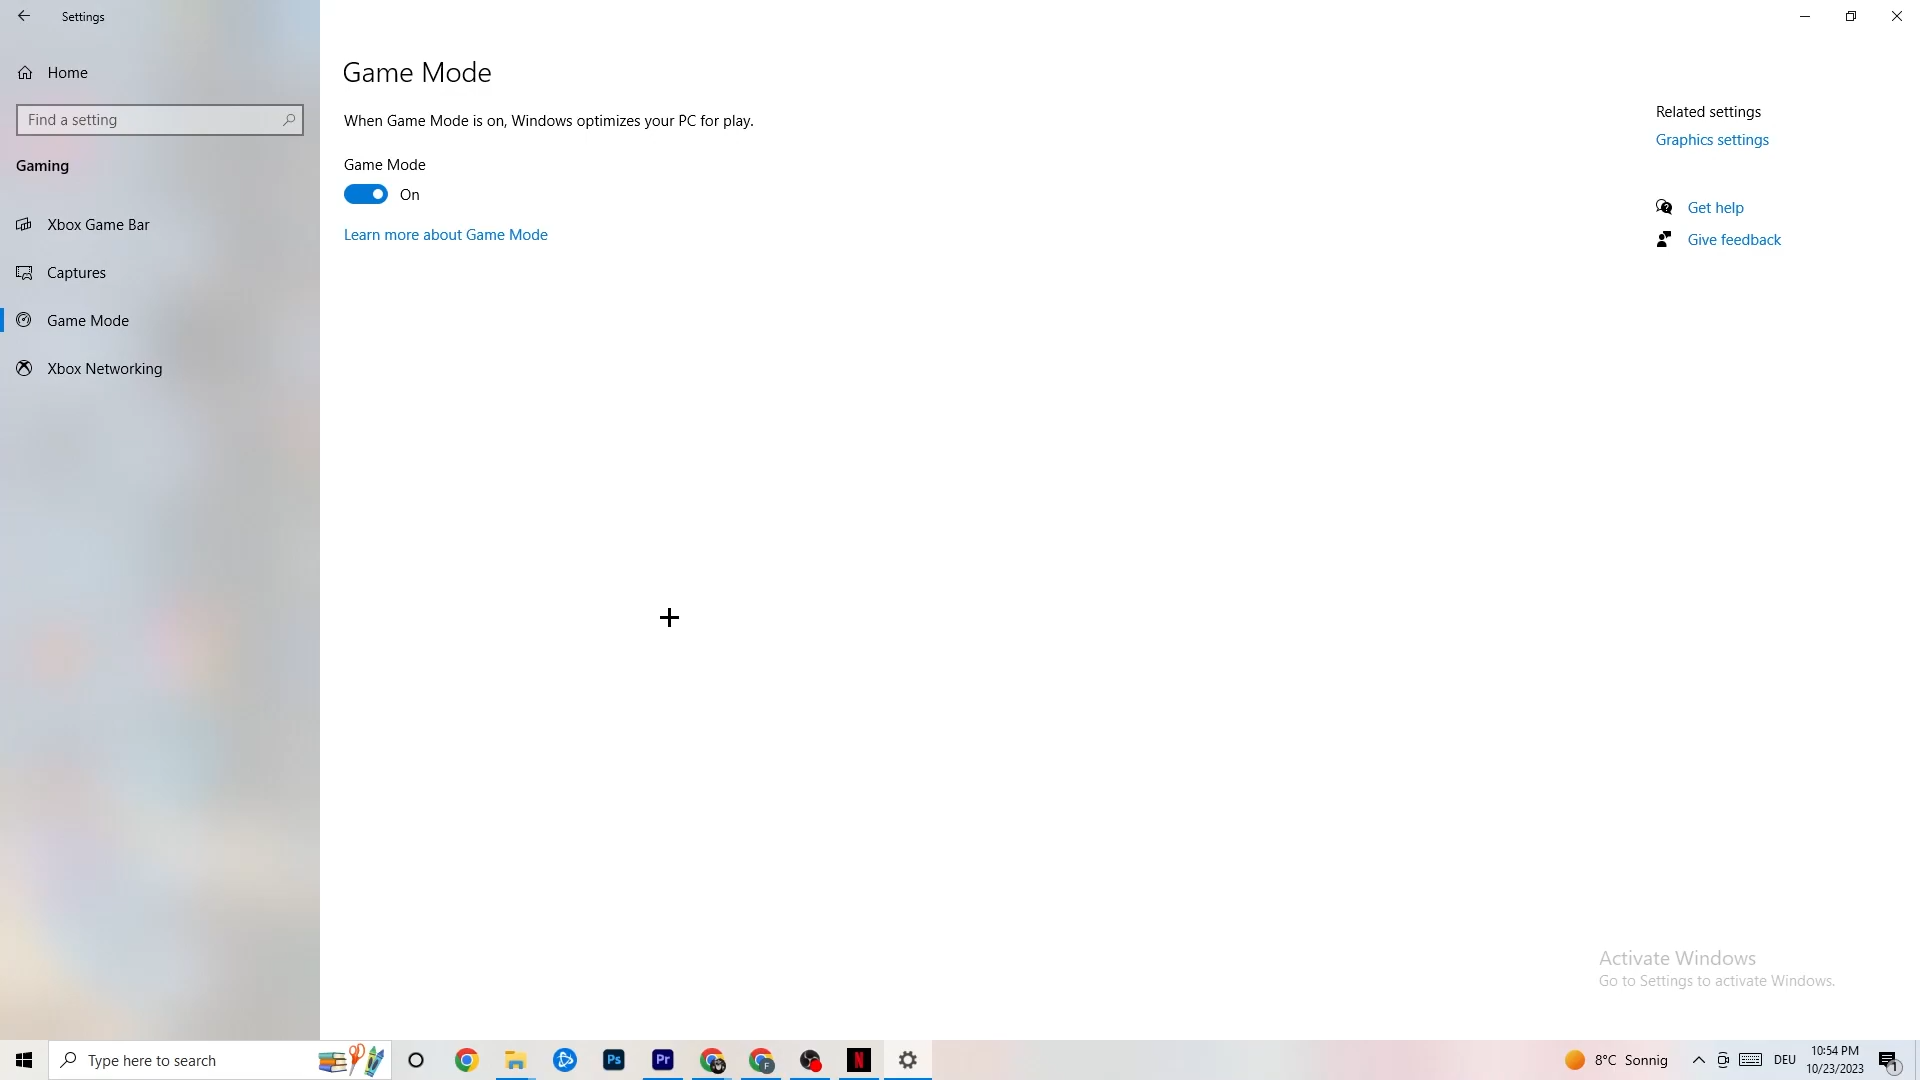 Settings
Home
Find a setting
Gaming
Xbox Game Bar
Captures
Game Mode
Xbox Networking
Game Mode
When Game Mode is on, Windows optimizes your PC for play.
Game Mode
On
Learn more about Game Mode
Related settings
Graphics settings
Get help
Give feedback
Activate Windows
Go to Settings to activate Windows.
Type here to search
Ps
Pr
F
N
8°C Sonnig
DEU
10:54 PM
10/23/2023
1